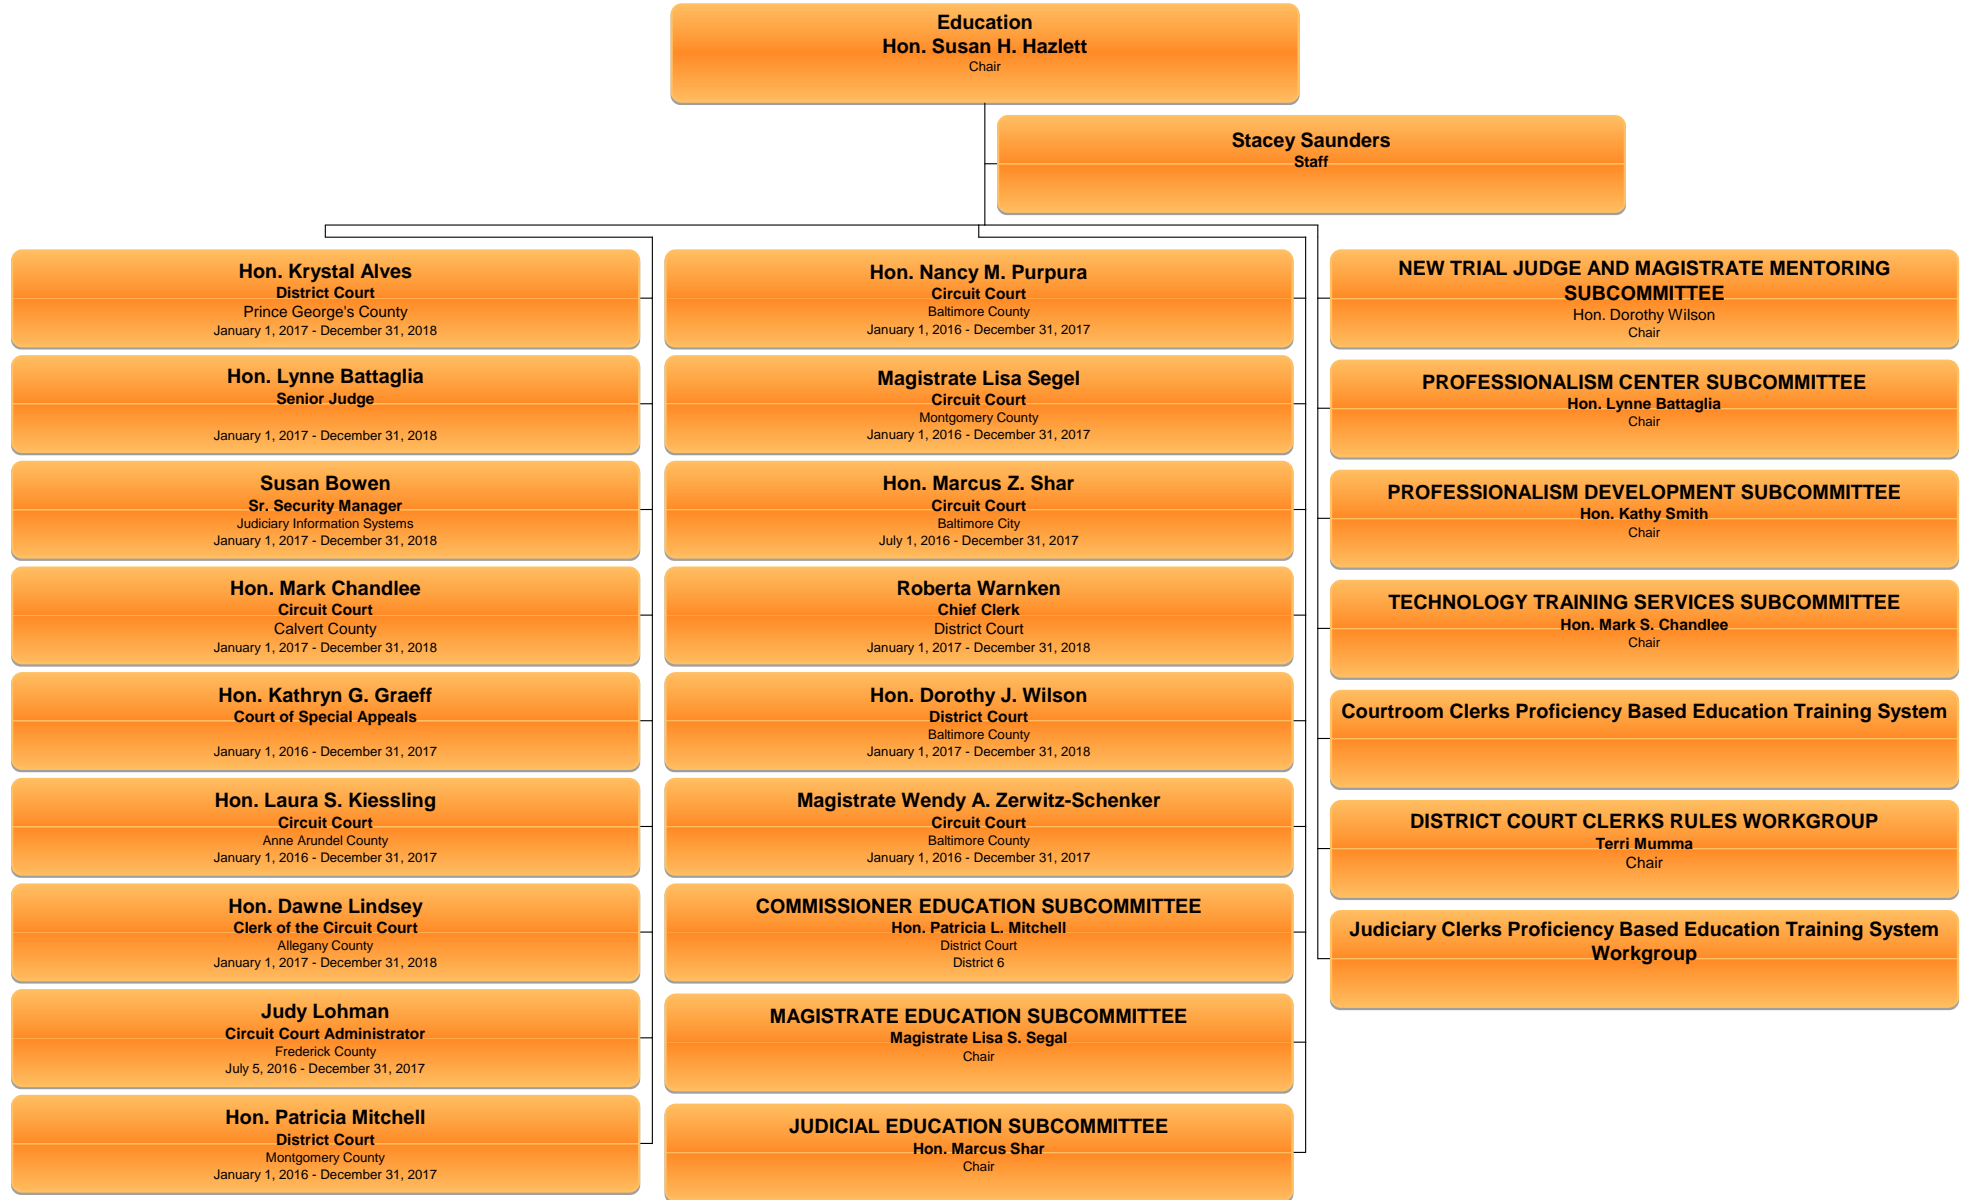 Education
Hon. Susan H. Hazlett
Chair
Stacey Saunders
Staff
Hon. Krystal Alves
District Court
Prince George's County
January 1, 2017 - December 31, 2018
Hon. Lynne Battaglia
Senior Judge
January 1, 2017 - December 31, 2018
Susan Bowen
Sr. Security Manager
Judiciary Information Systems
January 1, 2017 - December 31, 2018
Hon. Mark Chandlee
Circuit Court
Calvert County
January 1, 2017 - December 31, 2018
Hon. Kathryn G. Graeff
Court of Special Appeals
January 1, 2016 - December 31, 2017
Hon. Laura S. Kiessling
Circuit Court
Anne Arundel County
January 1, 2016 - December 31, 2017
Hon. Dawne Lindsey
Clerk of the Circuit Court
Allegany County
January 1, 2017 - December 31, 2018
Judy Lohman
Circuit Court Administrator
Frederick County
July 5, 2016 - December 31, 2017
Hon. Patricia Mitchell
District Court
Montgomery County
January 1, 2016 - December 31, 2017
Hon. Nancy M. Purpura
Circuit Court
Baltimore County
January 1, 2016 - December 31, 2017
Magistrate Lisa Segel
Circuit Court
Montgomery County
January 1, 2016 - December 31, 2017
Hon. Marcus Z. Shar
Circuit Court
Baltimore City
July 1, 2016 - December 31, 2017
Roberta Warnken
Chief Clerk
District Court
January 1, 2017 - December 31, 2018
Hon. Dorothy J. Wilson
District Court
Baltimore County
January 1, 2017 - December 31, 2018
Magistrate Wendy A. Zerwitz-Schenker
Circuit Court
Baltimore County
January 1, 2016 - December 31, 2017
COMMISSIONER EDUCATION SUBCOMMITTEE
Hon. Patricia L. Mitchell
District Court
District 6
MAGISTRATE EDUCATION SUBCOMMITTEE
Magistrate Lisa S. Segal
Chair
JUDICIAL EDUCATION SUBCOMMITTEE
Hon. Marcus Shar
Chair
NEW TRIAL JUDGE AND MAGISTRATE MENTORING
SUBCOMMITTEE
Hon. Dorothy Wilson
Chair
PROFESSIONALISM CENTER SUBCOMMITTEE
Hon. Lynne Battaglia
Chair
PROFESSIONALISM DEVELOPMENT SUBCOMMITTEE
Hon. Kathy Smith
Chair
TECHNOLOGY TRAINING SERVICES SUBCOMMITTEE
Hon. Mark S. Chandlee
Chair
Courtroom Clerks Proficiency Based Education Training System
DISTRICT COURT CLERKS RULES WORKGROUP
Terri Mumma
Chair
Judiciary Clerks Proficiency Based Education Training System
Workgroup